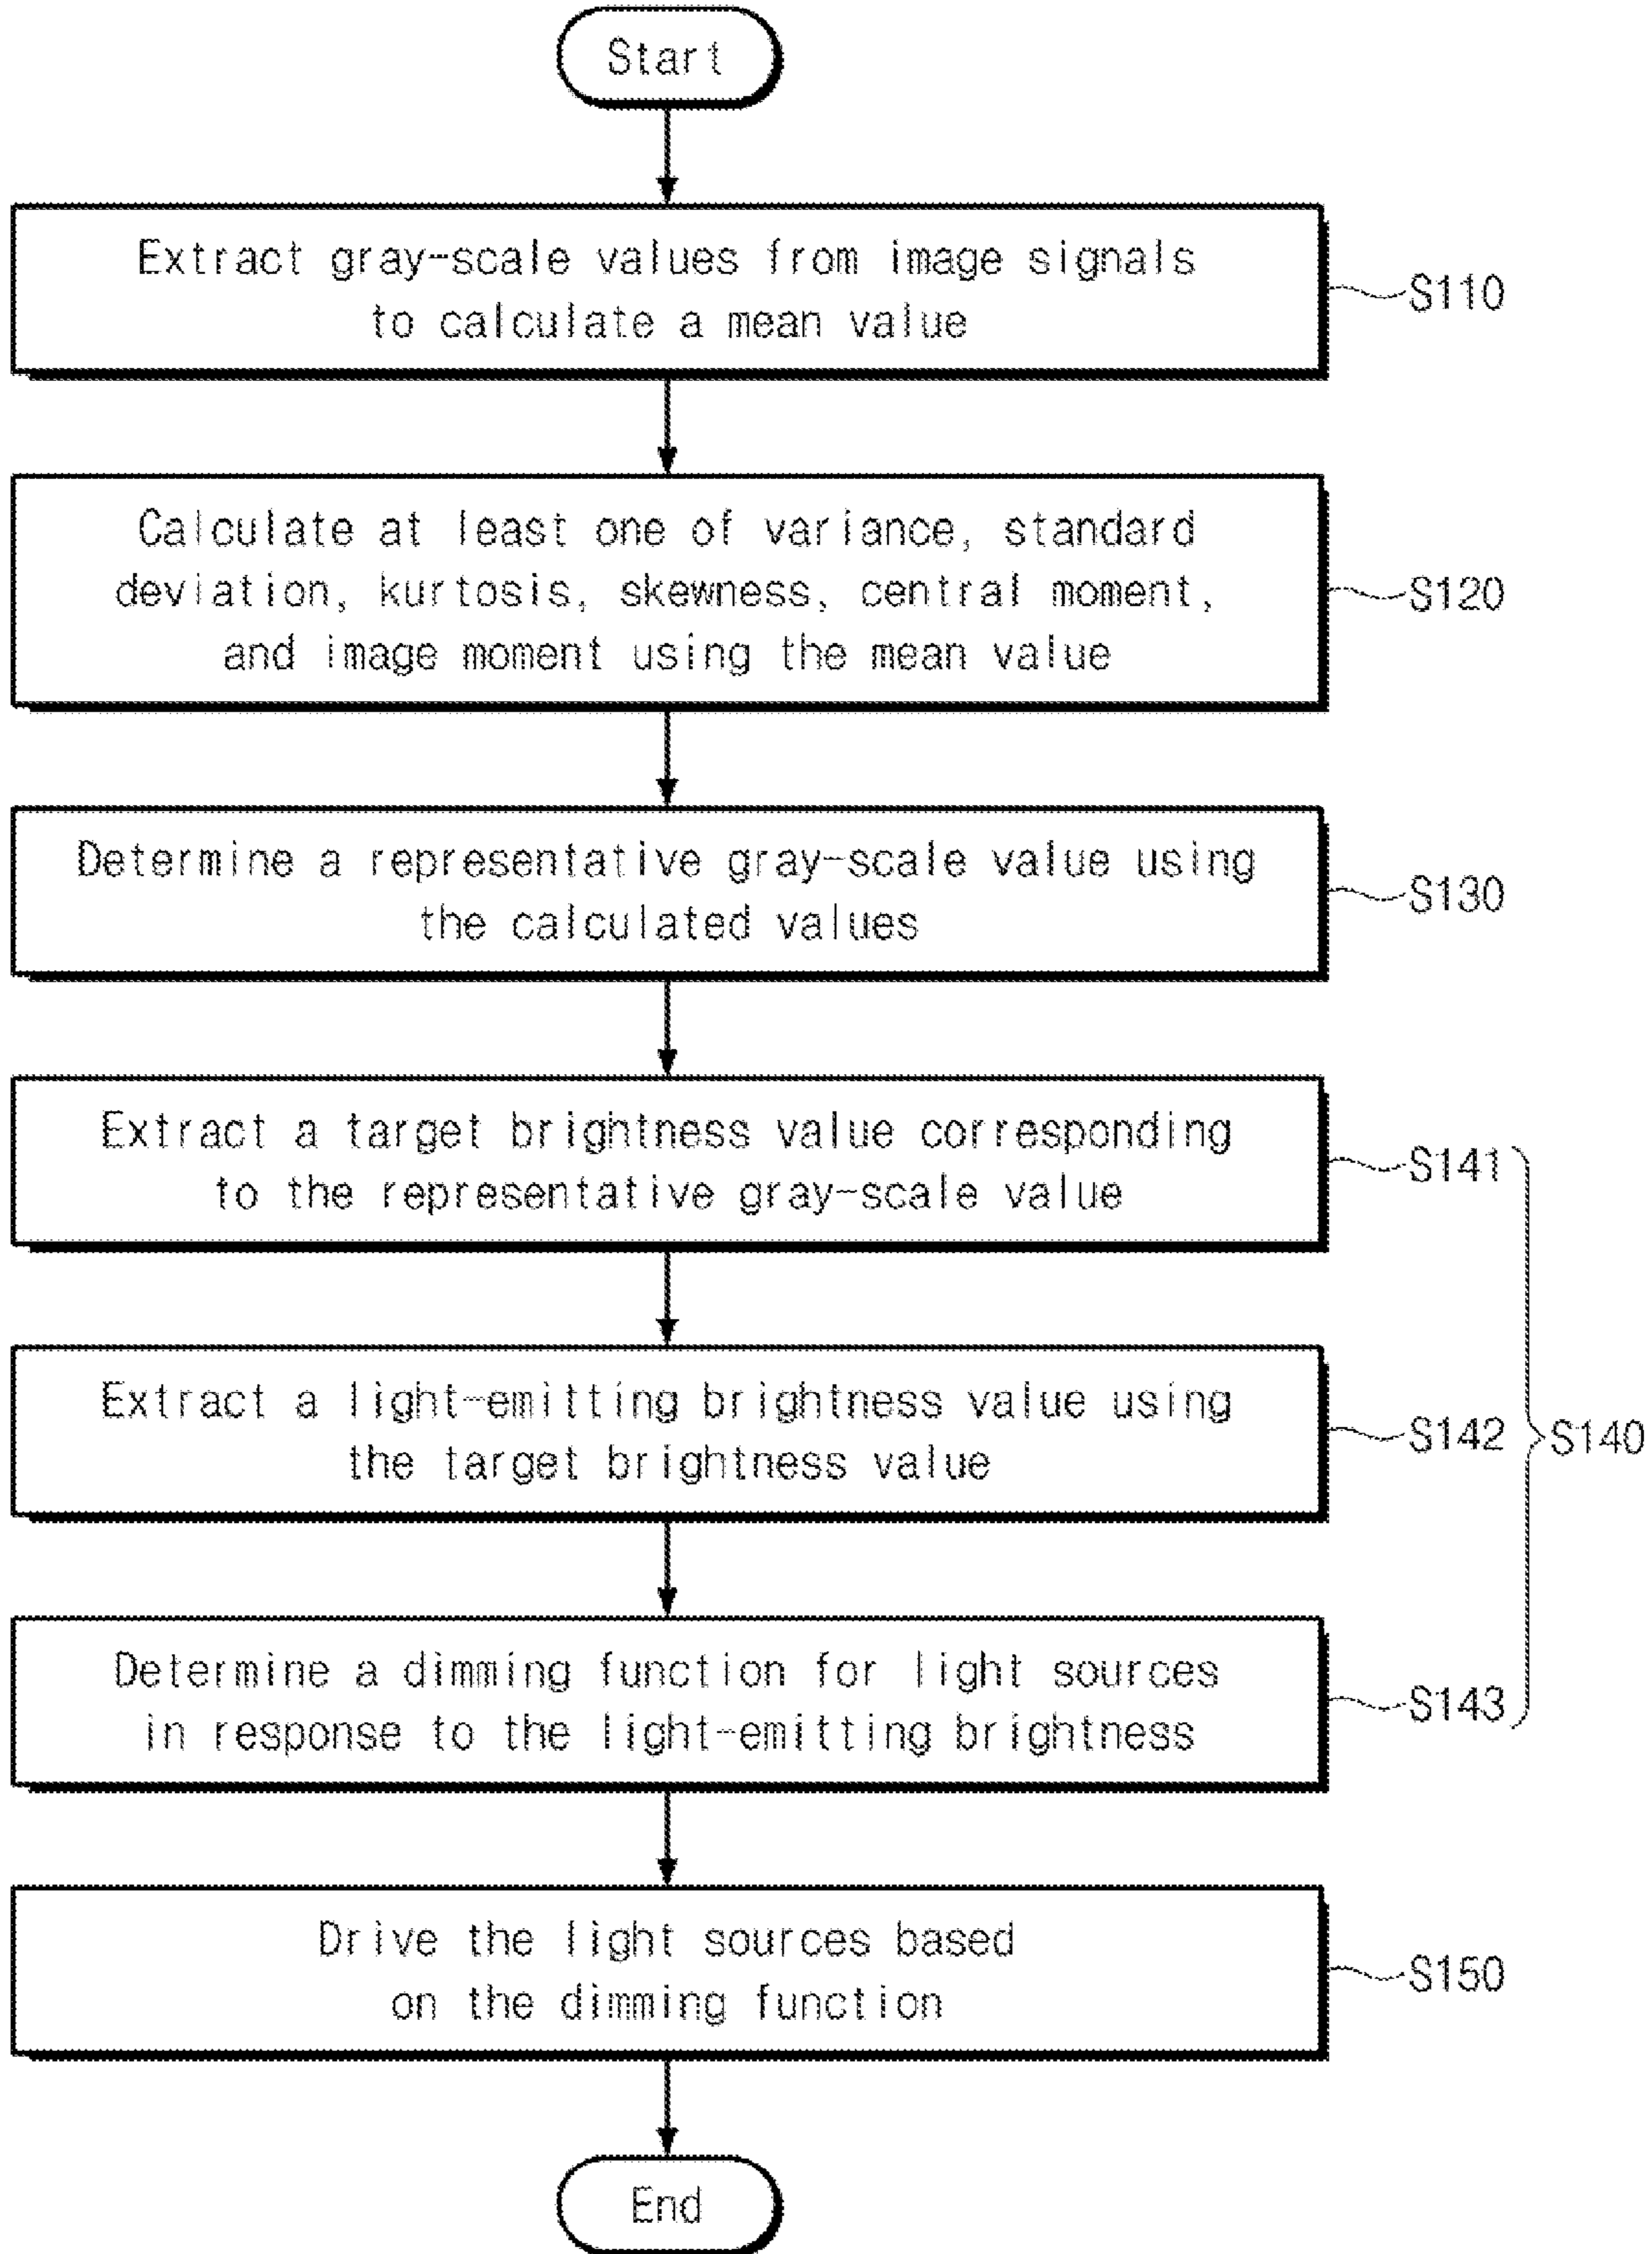 Start
Extract gray-scale values from image signals
to calculate a mean value
S110
Calculate at least one of variance, standard
deviation, kurtosis, skewness, central moment,
and image moment using the mean value
S120
Determine a representative gray-scale value using
the calculated values
S130
Extract a target brightness value corresponding
to the representative gray-scale value
S141
Extract a light-emitting brightness value using
the target brightness value
S142
S140
Determine a dimming function for light sources
in response to the light-emitting brightness
S143
Drive the light sources based
on the dimming function
S150
End